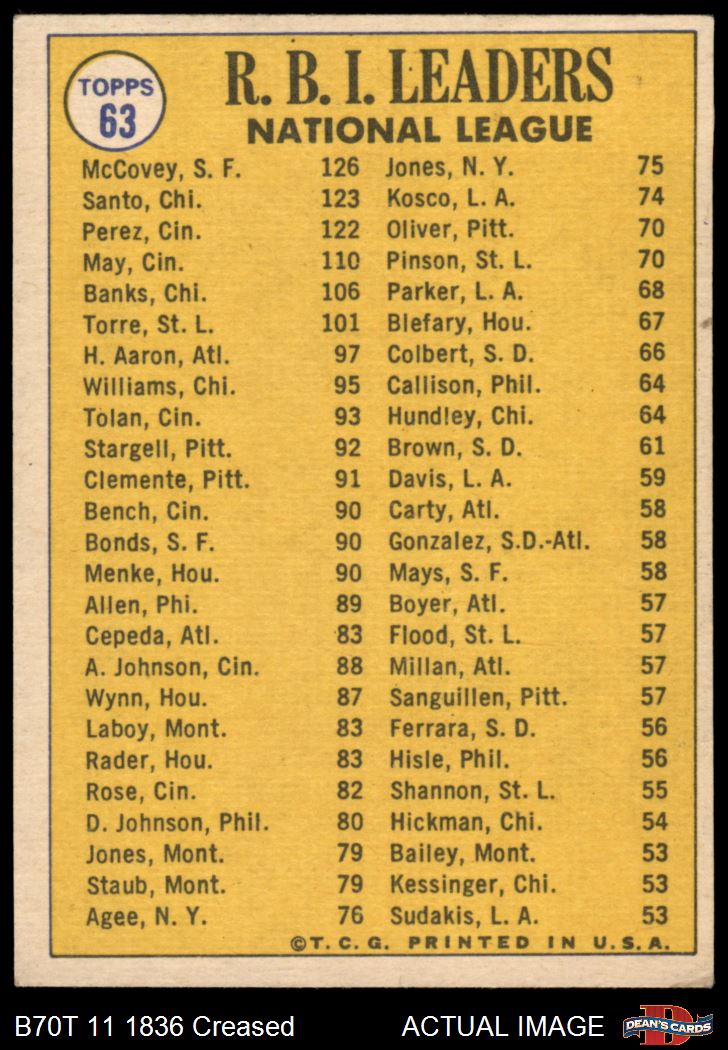 TOPPS
63
R. B. I. LEADERS
NATIONAL LEAGUE
McCovey, S. F. 126 Jones, N. Y. 75
Santo, Chi. 123 Kosco, L. A. 74
Perez, Cin. 122 Oliver, Pitt. 70
May, Cin. 110 Pinson, St. L. 70
Banks, Chi. 106 Parker, L. A. 68
Torre, St. L. 101 Blefary, Hou. 67
H. Aaron, Atl. 97 Colbert, S. D. 66
Williams, Chi. 95 Callison, Phil. 64
Tolan, Cin. 93 Hundley, Chi. 64
Stargell, Pitt. 92 Brown, S. D. 61
Clemente, Pitt. 91 Davis, L. A. 59
Bench, Cin. 90 Carty, Atl. 58
Bonds, S. F. 90 Gonzalez, S.D.-Atl. 58
Menke, Hou. 90 Mays, S. F. 58
Allen, Phi. 89 Boyer, Atl. 57
Cepeda, Atl. 83 Flood, St. L. 57
A. Johnson, Cin. 88 Millan, Atl. 57
Wynn, Hou. 87 Sanguillen, Pitt. 57
Laboy, Mont. 83 Ferrara, S. D. 56
Rader, Hou. 83 Hisle, Phil. 56
Rose, Cin. 82 Shannon, St. L. 55
D. Johnson, Phil. 80 Hickman, Chi. 54
Jones, Mont. 79 Bailey, Mont. 53
Staub, Mont. 79 Kessinger, Chi. 53
Agee, N. Y. 76 Sudakis, L. A. 53
©T. C. G. PRINTED IN U. S. A.
B70T 11 1836 Creased ACTUAL IMAGE
D
DEAN'S CARDS